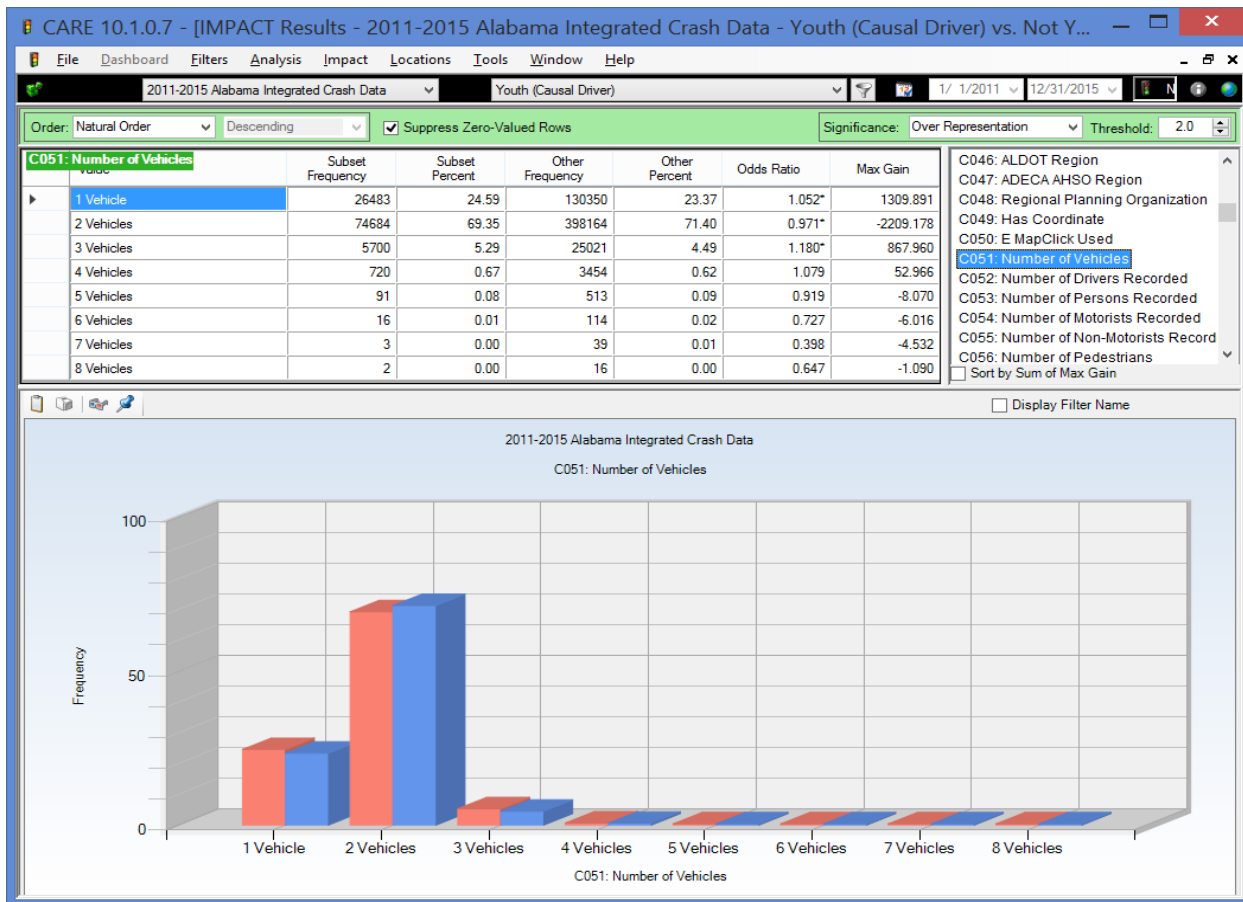 CARE 10.1.0.7 - [IMPACT Results - 2011-2015 Alabama Integrated Crash Data - Youth (Causal Driver) vs. Not Y...
File Dashboard Filters Analysis Impact Locations Tools Window Help
2011-2015 Alabama Integrated Crash Data Youth (Causal Driver) 1/ 1/2011 12/31/2015 N
Order: Natural Order Descending Suppress Zero-Valued Rows Significance: Over Representation Threshold: 2.0
C051: Number of Vehicles Subset Frequency Subset Percent Other Frequency Other Percent Odds Ratio Max Gain
1 Vehicle 26483 24.59 130350 23.37 1.052* 1309.891
2 Vehicles 74684 69.35 398164 71.40 0.971* -2209.178
3 Vehicles 5700 5.29 25021 4.49 1.180* 867.960
4 Vehicles 720 0.67 3454 0.62 1.079 52.966
5 Vehicles 91 0.08 513 0.09 0.919 -8.070
6 Vehicles 16 0.01 114 0.02 0.727 -6.016
7 Vehicles 3 0.00 39 0.01 0.398 -4.532
8 Vehicles 2 0.00 16 0.00 0.647 -1.090
C046: ALDOT Region
C047: ADECA AHSO Region
C048: Regional Planning Organization
C049: Has Coordinate
C050: E MapClick Used
C051: Number of Vehicles
C052: Number of Drivers Recorded
C053: Number of Persons Recorded
C054: Number of Motorists Recorded
C055: Number of Non-Motorists Record
C056: Number of Pedestrians
Sort by Sum of Max Gain
Display Filter Name
2011-2015 Alabama Integrated Crash Data
C051: Number of Vehicles
100
50
0
Frequency
1 Vehicle 2 Vehicles 3 Vehicles 4 Vehicles 5 Vehicles 6 Vehicles 7 Vehicles 8 Vehicles
C051: Number of Vehicles